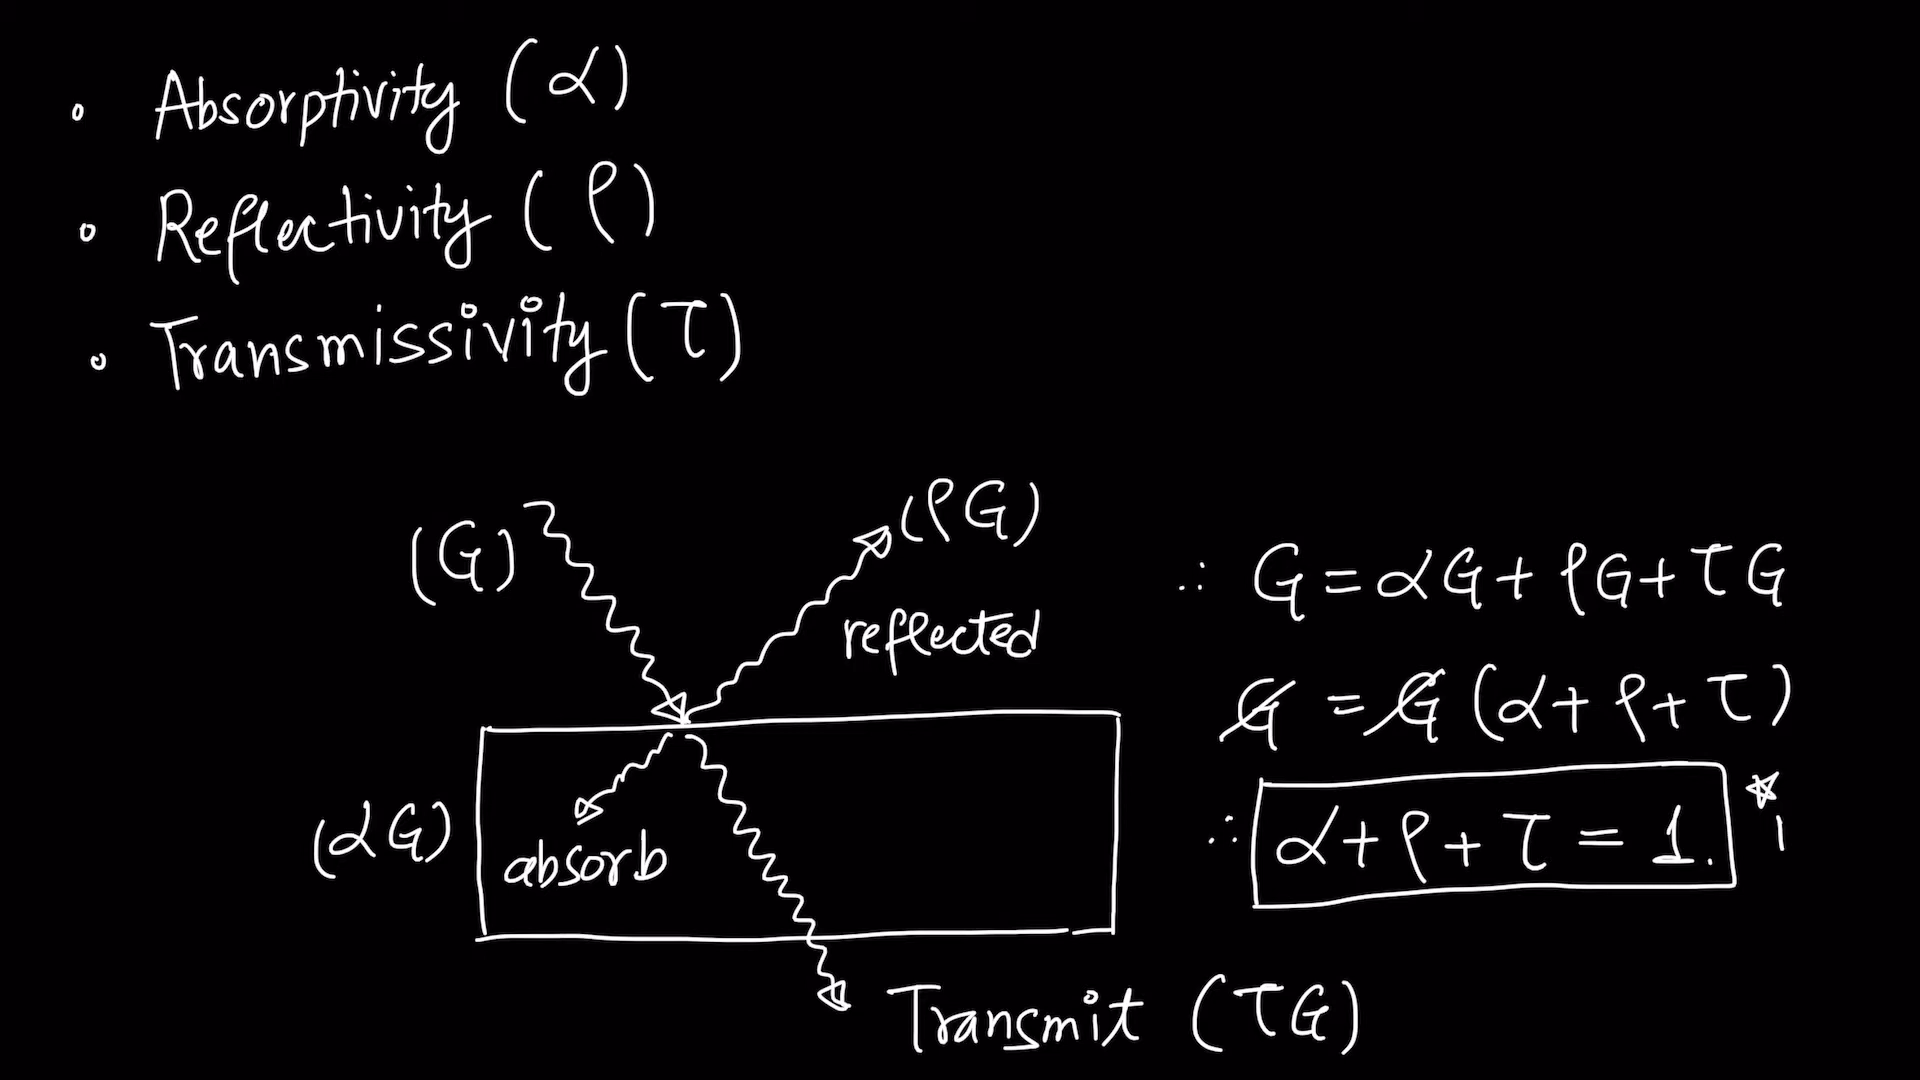 • Absorptivity (α)
• Reflectivity (ρ)
• Transmissivity (τ)
(G)
(ρG)
reflected
(αG)
absorb
Transmit (τG)
∴ G = αG + ρG + τG
G = G (α + ρ + τ)
∴ α + ρ + τ = 1.